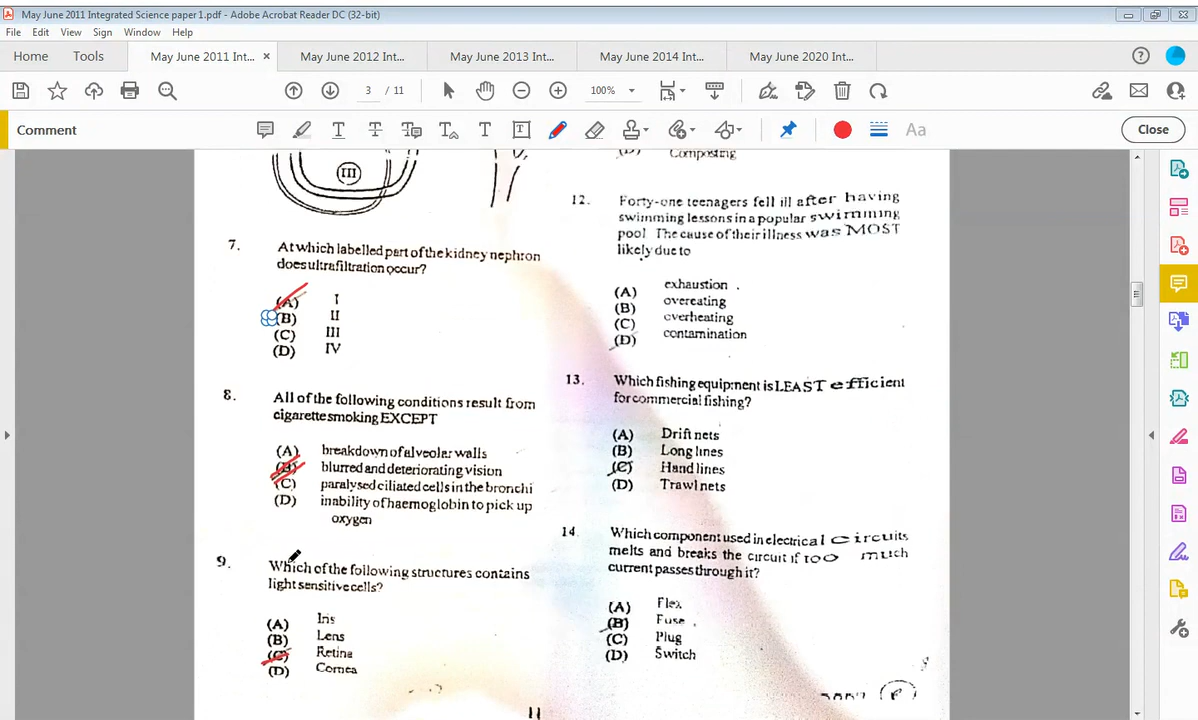 May June 2011 Integrated Science paper 1.pdf - Adobe Acrobat Reader DC (32-bit)
File Edit View Sign Window Help
Home Tools May June 2011 Int... × May June 2012 Int... May June 2013 Int... May June 2014 Int... May June 2020 Int...
3 / 11 100%
Comment Close
III
7. At which labelled part of the kidney nephron
does ultrafiltration occur?
(A) I
(B) II
(C) III
(D) IV
8. All of the following conditions result from
cigarette smoking EXCEPT
(A) breakdown of alveolar walls
(B) blurred and deteriorating vision
(C) paralysed ciliated cells in the bronchi
(D) inability of haemoglobin to pick up
oxygen
9. Which of the following structures contains
light sensitive cells?
(A) Iris
(B) Lens
(C) Retina
(D) Cornea
(D) Composting
12. Forty-one teenagers fell ill after having
swimming lessons in a popular swimming
pool The cause of their illness was MOST
likely due to
(A) exhaustion
(B) overeating
(C) overheating
(D) contamination
13. Which fishing equipment is LEAST efficient
for commercial fishing?
(A) Drift nets
(B) Long lines
(C) Hand lines
(D) Trawl nets
14 Which component used in electrical circuits
melts and breaks the circuit if too much
current passes through it?
(A) Flex
(B) Fuse
(C) Plug
(D) Switch